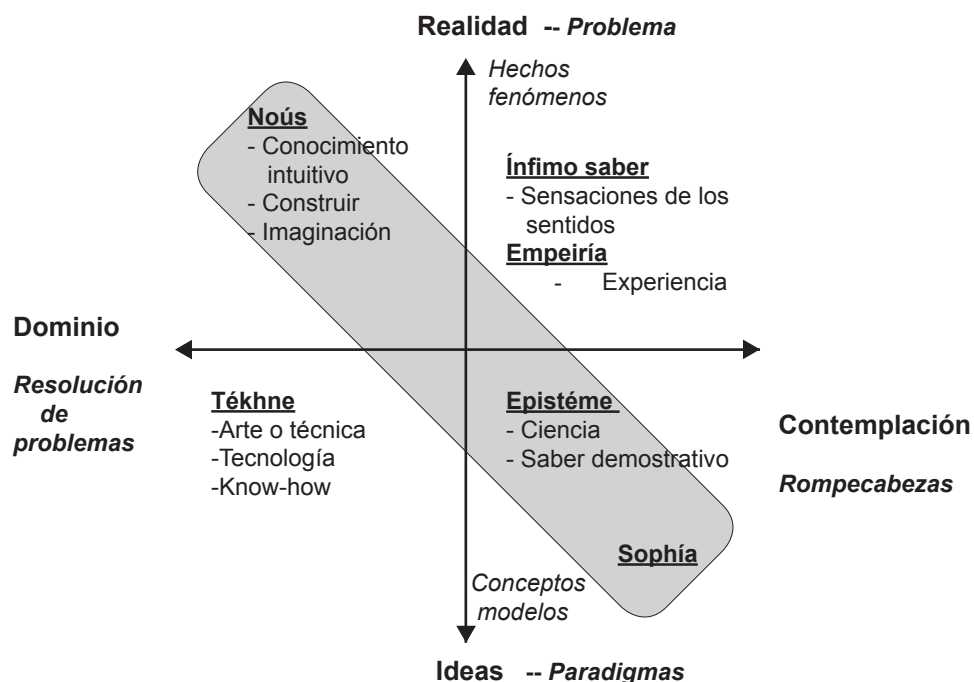 Realidad -- Problema
Hechos
fenómenos
Noús
- Conocimiento
intuitivo
- Construir
- Imaginación
Ínfimo saber
- Sensaciones de los
sentidos
Empeiría
- Experiencia
Dominio
Resolución
de
problemas
Tékhne
-Arte o técnica
-Tecnología
-Know-how
Epistéme
- Ciencia
- Saber demostrativo
Contemplación
Rompecabezas
Sophía
Conceptos
modelos
Ideas -- Paradigmas